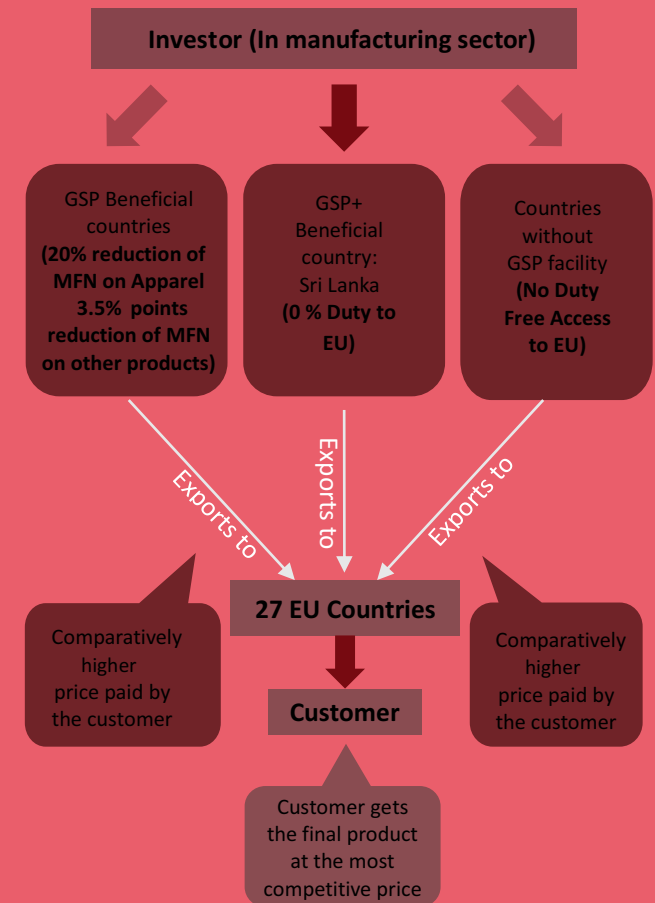 Investor (In manufacturing sector)
GSP Beneficial
countries
(20% reduction of
MFN on Apparel
3.5% points
reduction of MFN
on other products)
GSP+
Beneficial
country:
Sri Lanka
(0 % Duty to
EU)
Countries
without
GSP facility
(No Duty
Free Access
to EU)
Exports to
Exports to
Exports to
27 EU Countries
Comparatively
higher
price paid by
the customer
Comparatively
higher
price paid by
the customer
Customer
Customer gets
the final product
at the most
competitive price